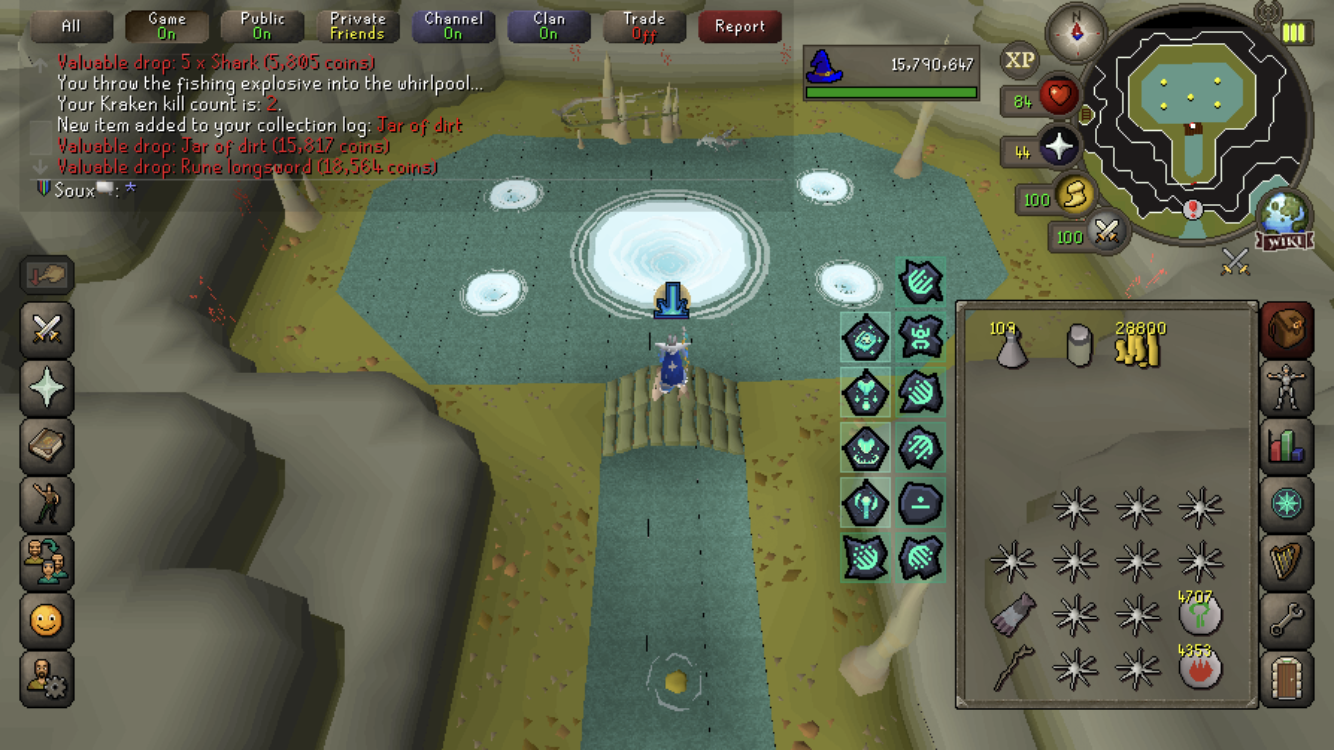 All
Game
On
Public
On
Private
Friends
Channel
On
Clan
On
Trade
Off
Report
Valuable drop: 5 x Shark (5,805 coins)
You throw the fishing explosive into the whirlpool...
Your Kraken kill count is: 2.
New item added to your collection log: Jar of dirt
Valuable drop: Jar of dirt (15,817 coins)
Valuable drop: Rune longsword (18,564 coins)
Soux: *
15,790,647
XP
N
84
44
100
100
WIKI
109
28800
4707
4353